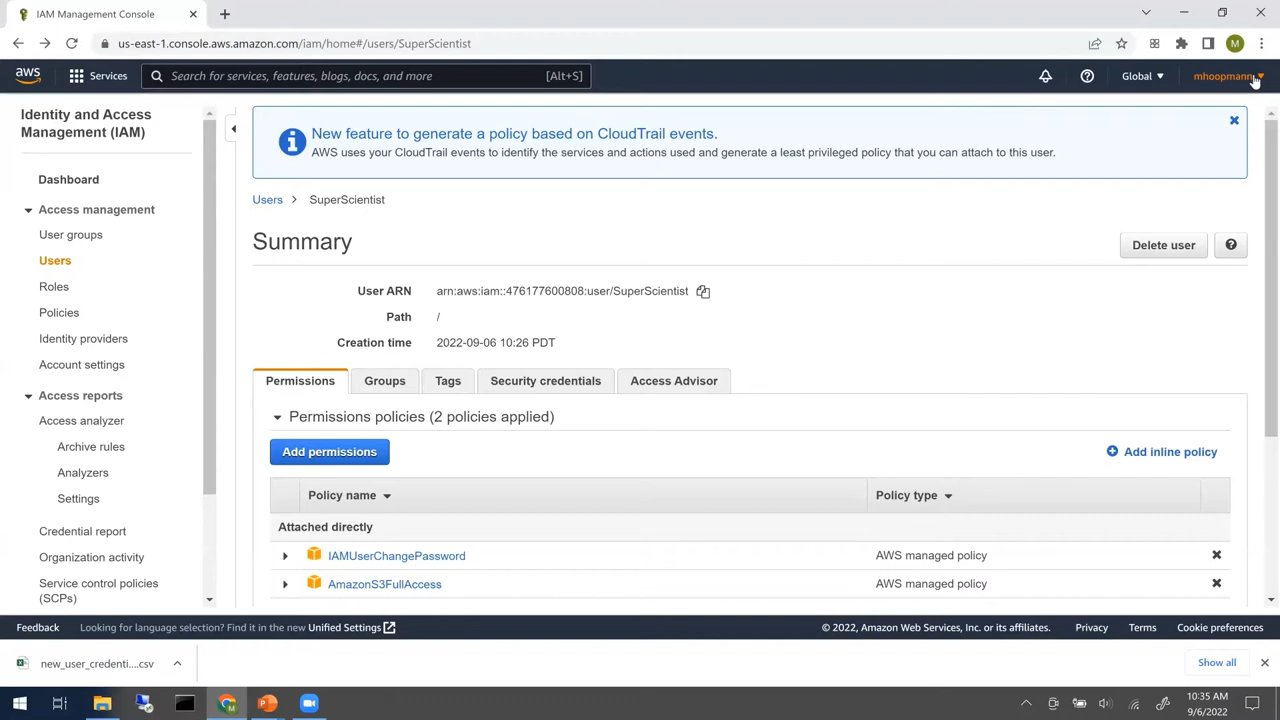 IAM Management Console
us-east-1.console.aws.amazon.com/iam/home#/users/SuperScientist
M
aws
Services
Search for services, features, blogs, docs, and more
[Alt+S]
Global
mhoopmann
Identity and Access
Management (IAM)
Dashboard
Access management
User groups
Users
Roles
Policies
Identity providers
Account settings
Access reports
Access analyzer
Archive rules
Analyzers
Settings
Credential report
Organization activity
Service control policies
(SCPs)
New feature to generate a policy based on CloudTrail events.
AWS uses your CloudTrail events to identify the services and actions used and generate a least privileged policy that you can attach to this user.
Users > SuperScientist
Summary
Delete user
User ARN arn:aws:iam::476177600808:user/SuperScientist
Path /
Creation time 2022-09-06 10:26 PDT
Permissions Groups Tags Security credentials Access Advisor
Permissions policies (2 policies applied)
Add permissions
Add inline policy
Policy name Policy type
Attached directly
IAMUserChangePassword AWS managed policy
AmazonS3FullAccess AWS managed policy
Feedback Looking for language selection? Find it in the new Unified Settings
© 2022, Amazon Web Services, Inc. or its affiliates. Privacy Terms Cookie preferences
new_user_credenti....csv
Show all
10:35 AM
9/6/2022